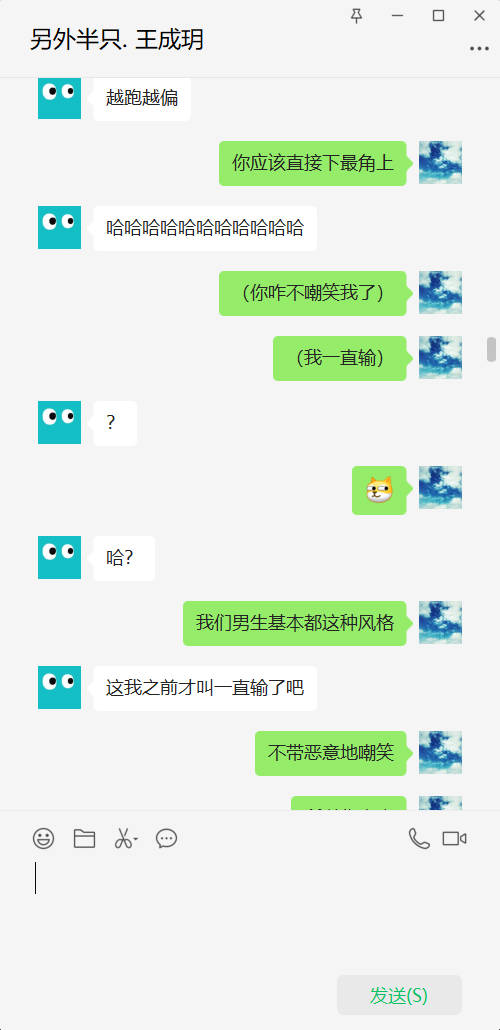 另外半只. 王成玥
越跑越偏
你应该直接下最角上
哈哈哈哈哈哈哈哈哈哈哈
（你咋不嘲笑我了）
（我一直输）
？
哈？
我们男生基本都这种风格
这我之前才叫一直输了吧
不带恶意地嘲笑
发送(S)